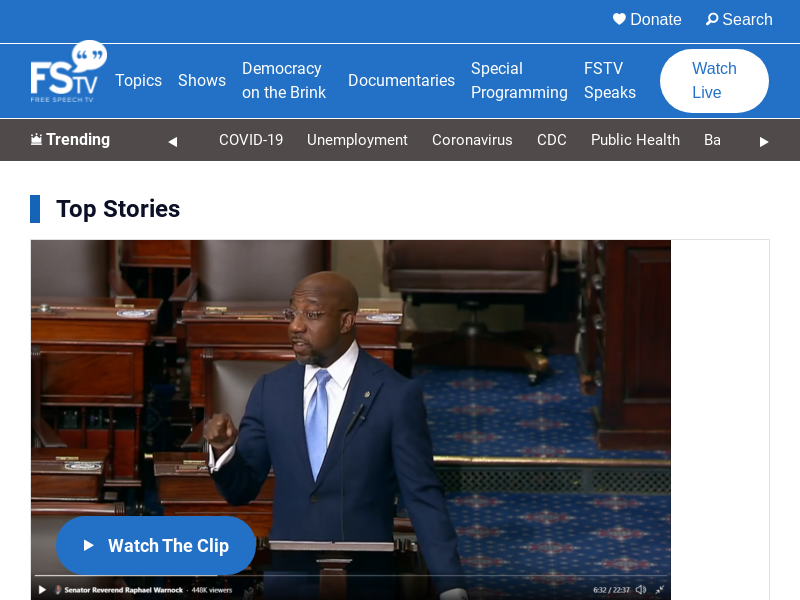 Donate
Search
FSTV
FREE SPEECH TV
Topics
Shows
Democracy
on the Brink
Documentaries
Special
Programming
FSTV
Speaks
Watch
Live
Trending
COVID-19
Unemployment
Coronavirus
CDC
Public Health
Ba
Top Stories
Watch The Clip
Senator Reverend Raphael Warnock · 448K viewers
6:32 / 22:37